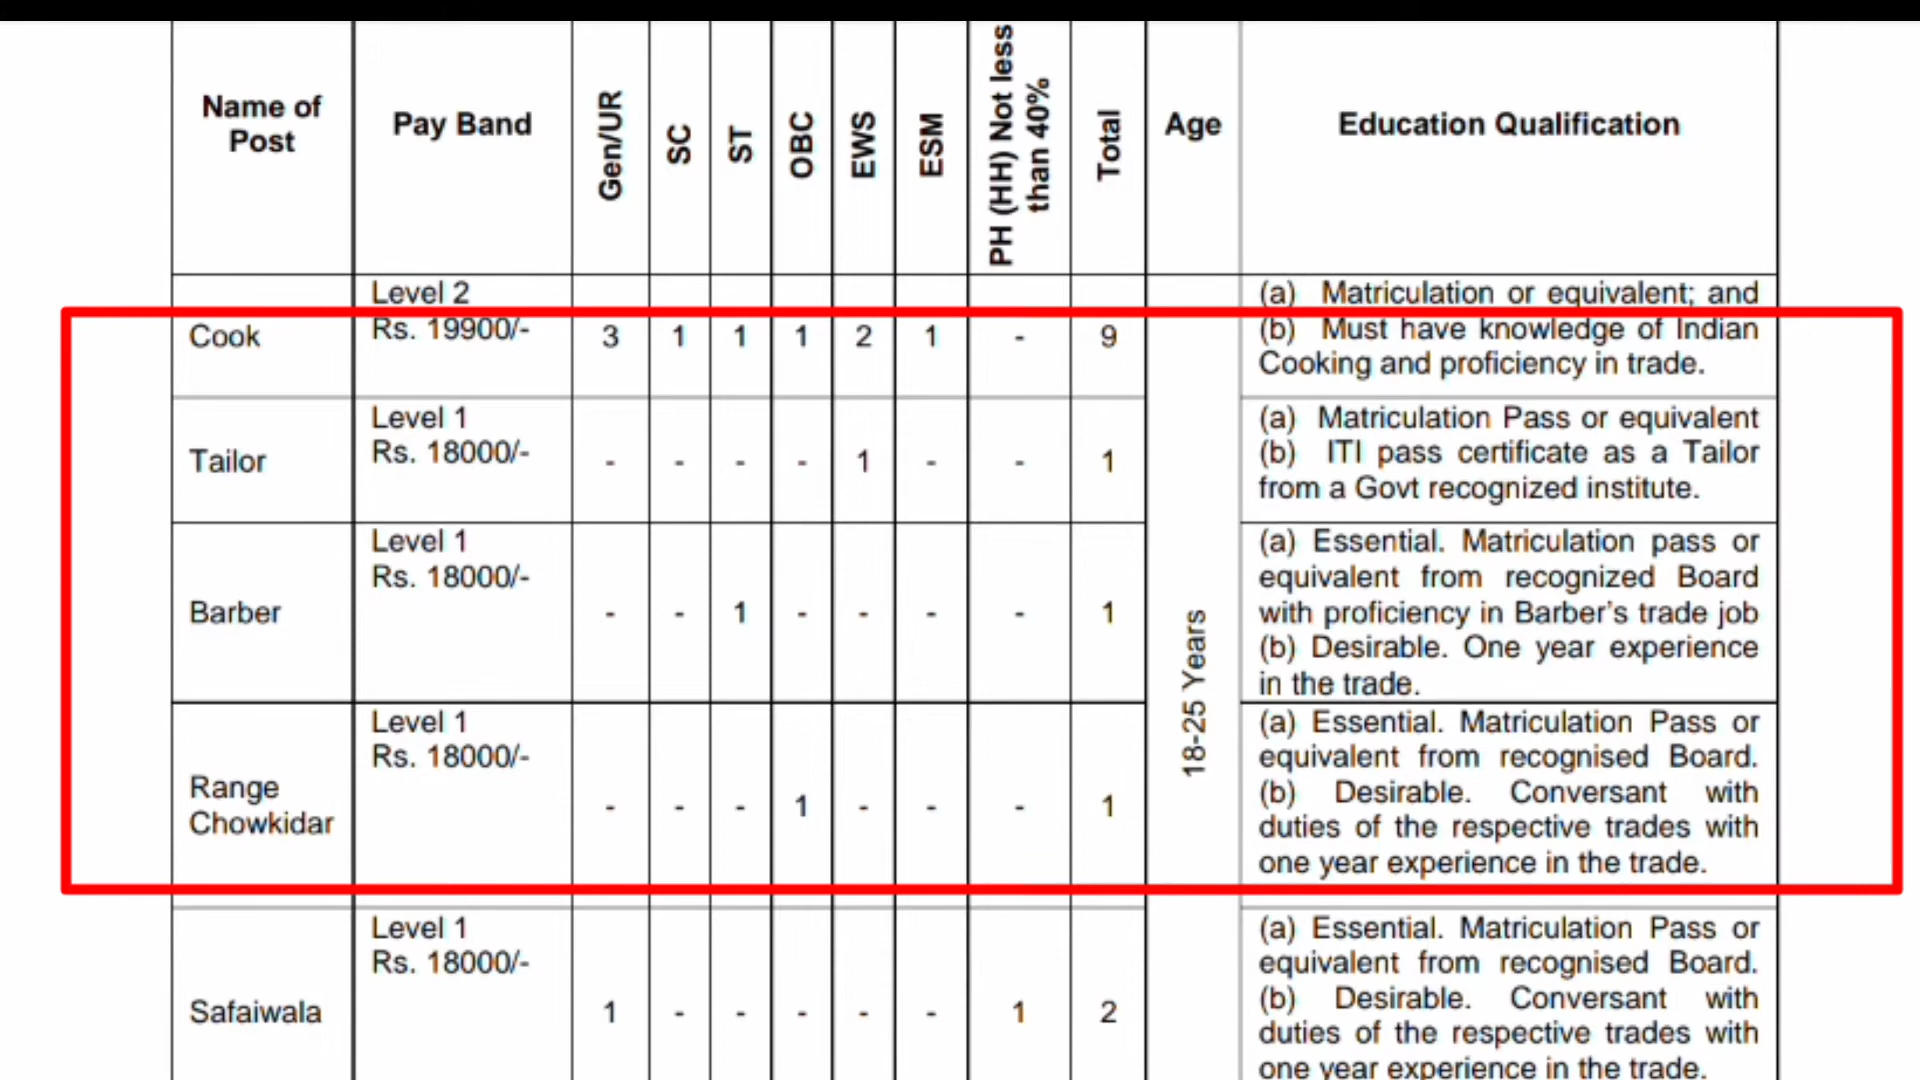 Name of
Post
Pay Band
Gen/UR
SC
ST
OBC
EWS
ESM
PH (HH) Not less
than 40%
Total
Age
Education Qualification
Cook
Level 2
Rs. 19900/-
3 1 1 1 2 1 - 9
(a) Matriculation or equivalent; and
(b) Must have knowledge of Indian
Cooking and proficiency in trade.
Tailor
Level 1
Rs. 18000/-
- - - - 1 - - 1
(a) Matriculation Pass or equivalent
(b) ITI pass certificate as a Tailor
from a Govt recognized institute.
Barber
Level 1
Rs. 18000/-
- - 1 - - - - 1
18-25 Years
(a) Essential. Matriculation pass or
equivalent from recognized Board
with proficiency in Barber's trade job
(b) Desirable. One year experience
in the trade.
Range
Chowkidar
Level 1
Rs. 18000/-
- - - 1 - - - 1
(a) Essential. Matriculation Pass or
equivalent from recognised Board.
(b) Desirable. Conversant with
duties of the respective trades with
one year experience in the trade.
Safaiwala
Level 1
Rs. 18000/-
1 - - - - - 1 2
(a) Essential. Matriculation Pass or
equivalent from recognised Board.
(b) Desirable. Conversant with
duties of the respective trades with
one year experience in the trade.